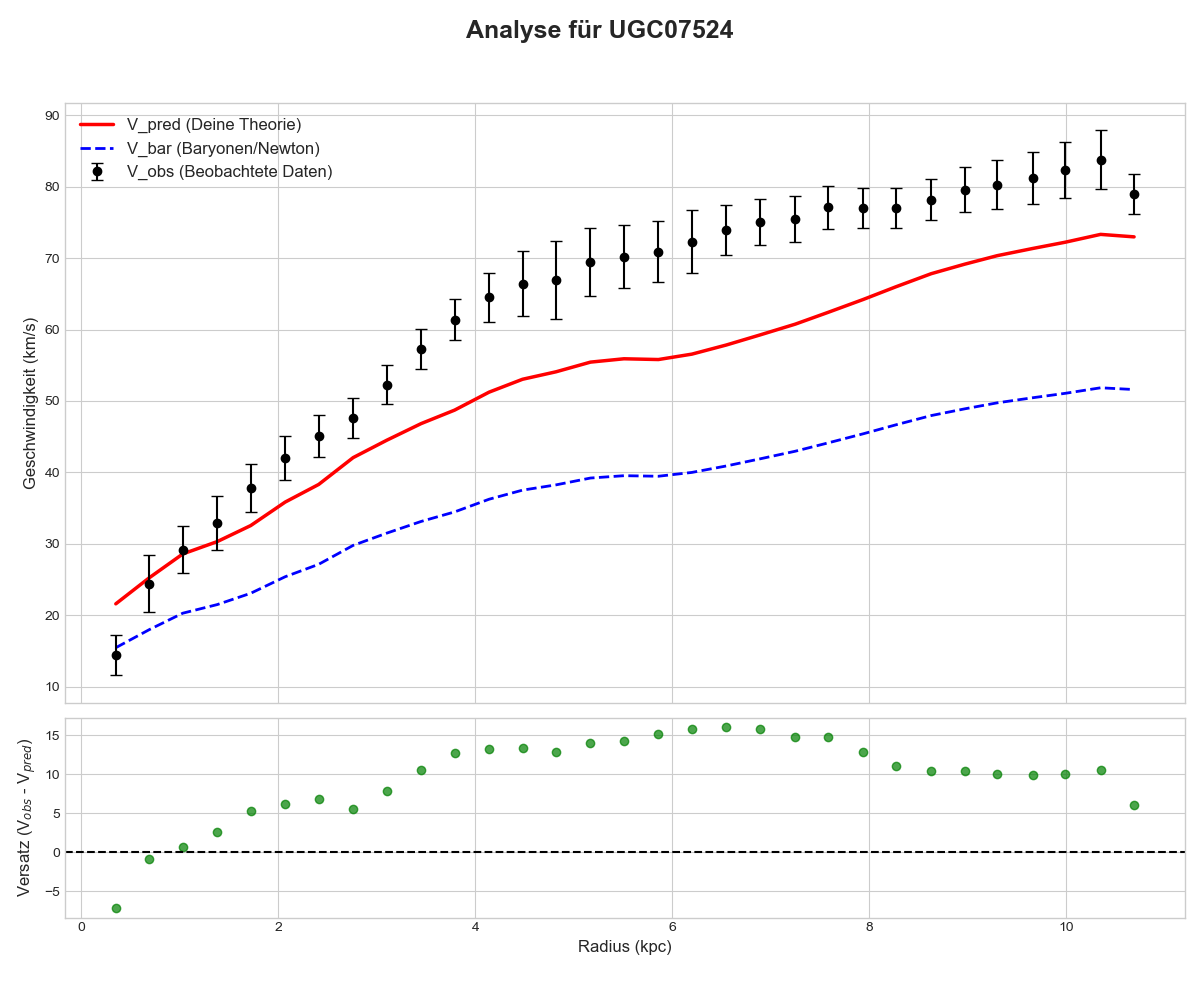 Analyse für UGC07524
V_pred (Deine Theorie)
V_bar (Baryonen/Newton)
V_obs (Beobachtete Daten)
90
80
70
60
50
40
30
20
10
Geschwindigkeit (km/s)
15
10
5
0
−5
Versatz (V_obs - V_pred)
0 2 4 6 8 10
Radius (kpc)